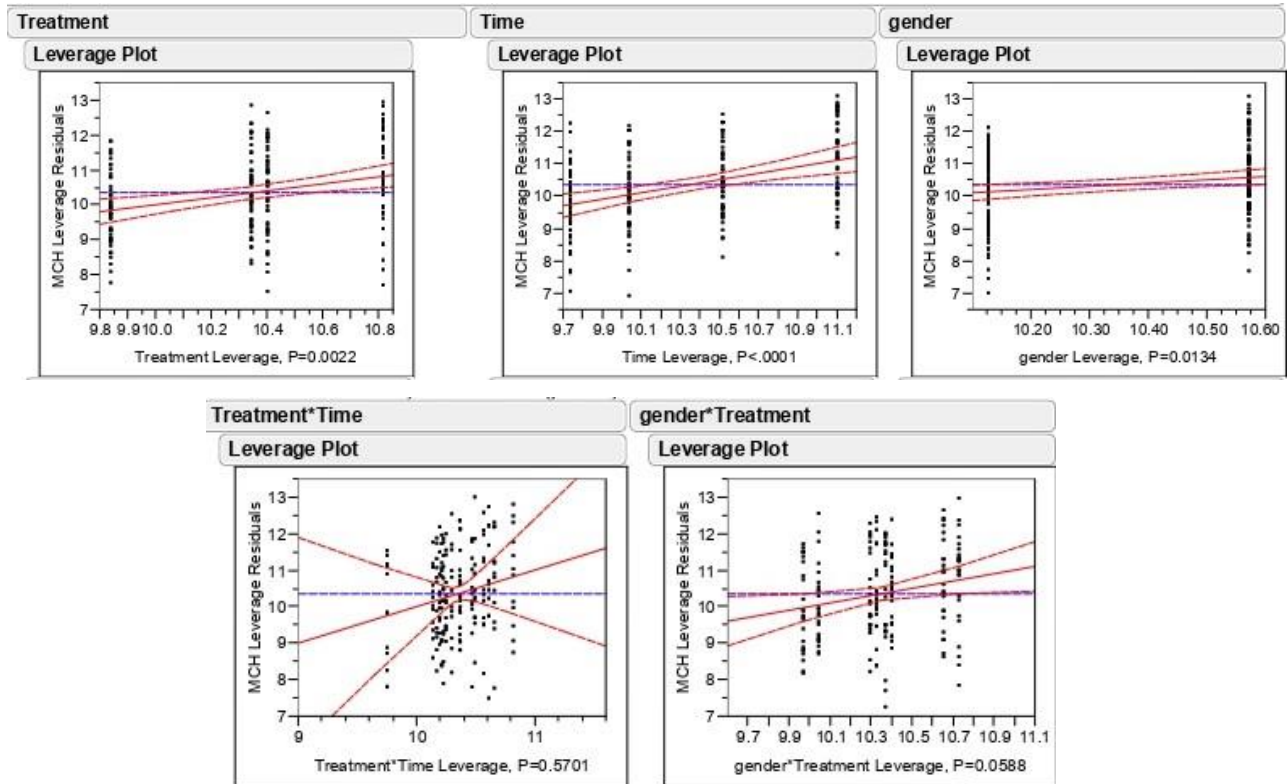 Treatment
Leverage Plot
MCH Leverage Residuals
13
12
11
10
9
8
7
9.8 9.9 10.0 10.2 10.4 10.6 10.8
Treatment Leverage, P=0.0022
Time
Leverage Plot
MCH Leverage Residuals
13
12
11
10
9
8
7
9.7 9.9 10.1 10.3 10.5 10.7 10.9 11.1
Time Leverage, P<.0001
gender
Leverage Plot
MCH Leverage Residuals
13
12
11
10
9
8
7
10.20 10.30 10.40 10.50 10.60
gender Leverage, P=0.0134
Treatment*Time
Leverage Plot
MCH Leverage Residuals
13
12
11
10
9
8
7
9 10 11
Treatment*Time Leverage, P=0.5701
gender*Treatment
Leverage Plot
MCH Leverage Residuals
13
12
11
10
9
8
7
9.7 9.9 10.1 10.3 10.5 10.7 10.9 11.1
gender*Treatment Leverage, P=0.0588